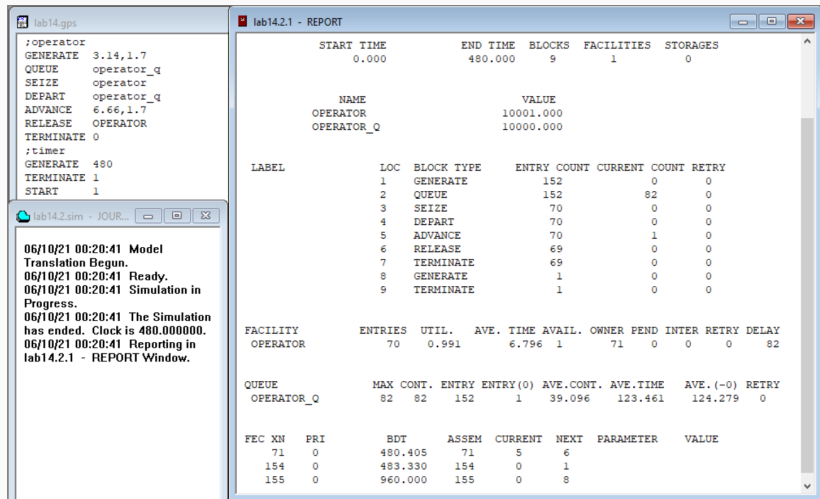 lab14.gps
;operator
GENERATE 3.14,1.7
QUEUE operator_q
SEIZE operator
DEPART operator_q
ADVANCE 6.66,1.7
RELEASE OPERATOR
TERMINATE 0
;timer
GENERATE 480
TERMINATE 1
START 1
lab14.2.sim - JOUR...
06/10/21 00:20:41 Model
Translation Begun.
06/10/21 00:20:41 Ready.
06/10/21 00:20:41 Simulation in
Progress.
06/10/21 00:20:41 The Simulation
has ended. Clock is 480.000000.
06/10/21 00:20:41 Reporting in
lab14.2.1 - REPORT Window.
lab14.2.1 - REPORT
START TIME END TIME BLOCKS FACILITIES STORAGES
0.000 480.000 9 1 0
NAME VALUE
OPERATOR 10001.000
OPERATOR_Q 10000.000
LABEL LOC BLOCK TYPE ENTRY COUNT CURRENT COUNT RETRY
1 GENERATE 152 0 0
2 QUEUE 152 82 0
3 SEIZE 70 0 0
4 DEPART 70 0 0
5 ADVANCE 70 1 0
6 RELEASE 69 0 0
7 TERMINATE 69 0 0
8 GENERATE 1 0 0
9 TERMINATE 1 0 0
FACILITY ENTRIES UTIL. AVE. TIME AVAIL. OWNER PEND INTER RETRY DELAY
OPERATOR 70 0.991 6.796 1 71 0 0 0 82
QUEUE MAX CONT. ENTRY ENTRY(0) AVE.CONT. AVE.TIME AVE.(-0) RETRY
OPERATOR_Q 82 82 152 1 39.096 123.461 124.279 0
FEC XN PRI BDT ASSEM CURRENT NEXT PARAMETER VALUE
71 0 480.405 71 5 6
154 0 483.330 154 0 1
155 0 960.000 155 0 8